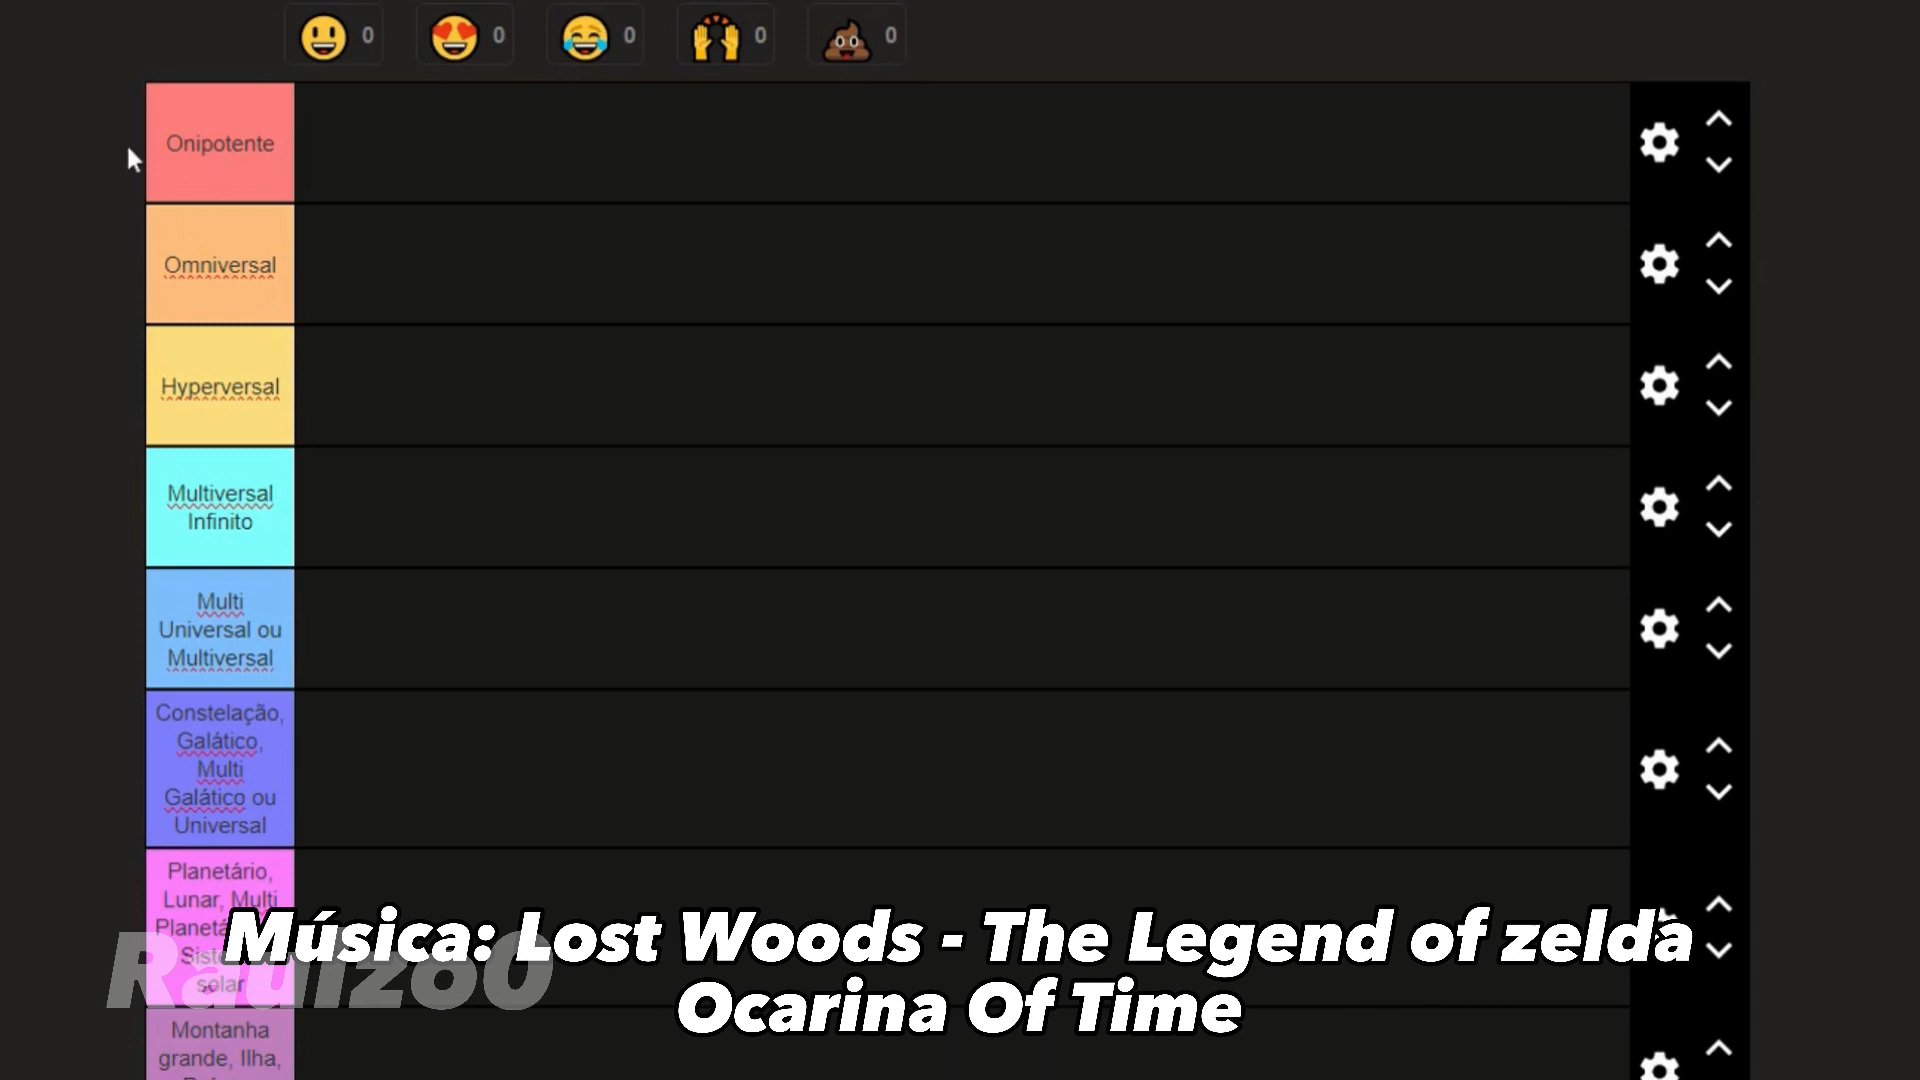 0 0 0 0 0
Onipotente
Omniversal
Hyperversal
Multiversal
Infinito
Multi
Universal ou
Multiversal
Constelação,
Galático,
Multi
Galático ou
Universal
Planetário,
Lunar, Multi
solar
Raulzo0
Música: Lost Woods - The Legend of zelda
Ocarina Of Time
Montanha
grande, Ilha,